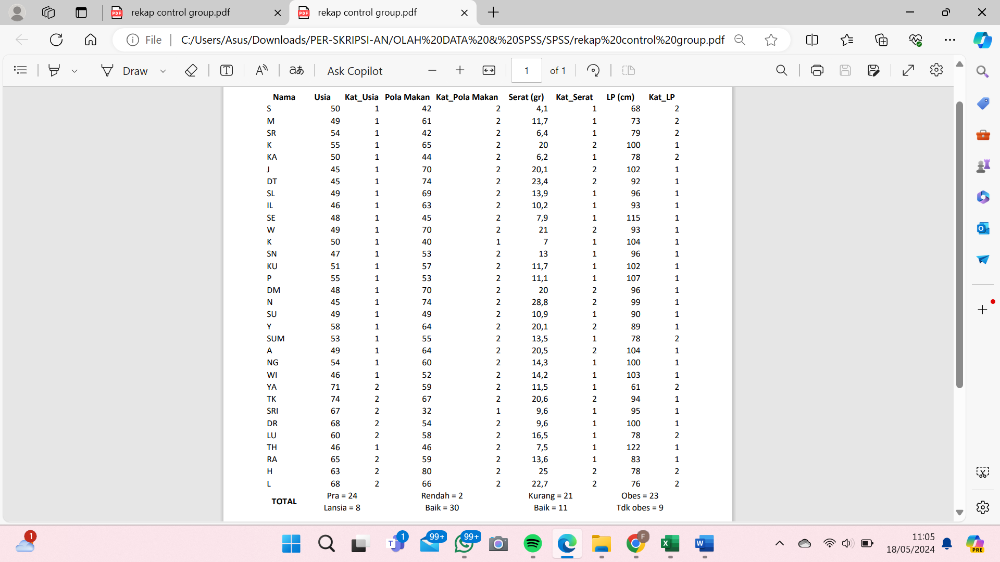 rekap control group.pdf
rekap control group.pdf
File
C:/Users/Asus/Downloads/PER-SKRIPSI-AN/OLAH%20DATA%20&%20SPSS/SPSS/rekap%20control%20group.pdf
Draw
Ask Copilot
1 of 1
Nama Usia Kat_Usia Pola Makan Kat_Pola Makan Serat (gr) Kat_Serat LP (cm) Kat_LP
S 50 1 42 2 4,1 1 68 2
M 49 1 61 2 11,7 1 73 2
SR 54 1 42 2 6,4 1 79 2
K 55 1 65 2 20 2 100 1
KA 50 1 44 2 6,2 1 78 2
J 45 1 70 2 20,1 2 102 1
DT 45 1 74 2 23,4 2 92 1
SL 49 1 69 2 13,9 1 96 1
IL 46 1 63 2 10,2 1 93 1
SE 48 1 45 2 7,9 1 115 1
W 49 1 70 2 21 2 93 1
K 50 1 40 1 7 1 104 1
SN 47 1 53 2 13 1 96 1
KU 51 1 57 2 11,7 1 102 1
P 55 1 53 2 11,1 1 107 1
DM 48 1 70 2 20 2 96 1
N 45 1 74 2 28,8 2 99 1
SU 49 1 49 2 10,9 1 90 1
Y 58 1 64 2 20,1 2 89 1
SUM 53 1 55 2 13,5 1 78 2
A 49 1 64 2 20,5 2 104 1
NG 54 1 60 2 14,3 1 100 1
WI 46 1 52 2 14,2 1 103 1
YA 71 2 59 2 11,5 1 61 2
TK 74 2 67 2 20,6 2 94 1
SRI 67 2 32 1 9,6 1 95 1
DR 68 2 54 2 9,6 1 100 1
LU 60 2 58 2 16,5 1 78 2
TH 46 1 46 2 7,5 1 122 1
RA 65 2 59 2 13,6 1 83 1
H 63 2 80 2 25 2 78 2
L 68 2 66 2 22,7 2 76 2
TOTAL
Pra = 24 Rendah = 2 Kurang = 21 Obes = 23
Lansia = 8 Baik = 30 Baik = 11 Tdk obes = 9
1
1
99+
99+
F
11:05
18/05/2024
PRE